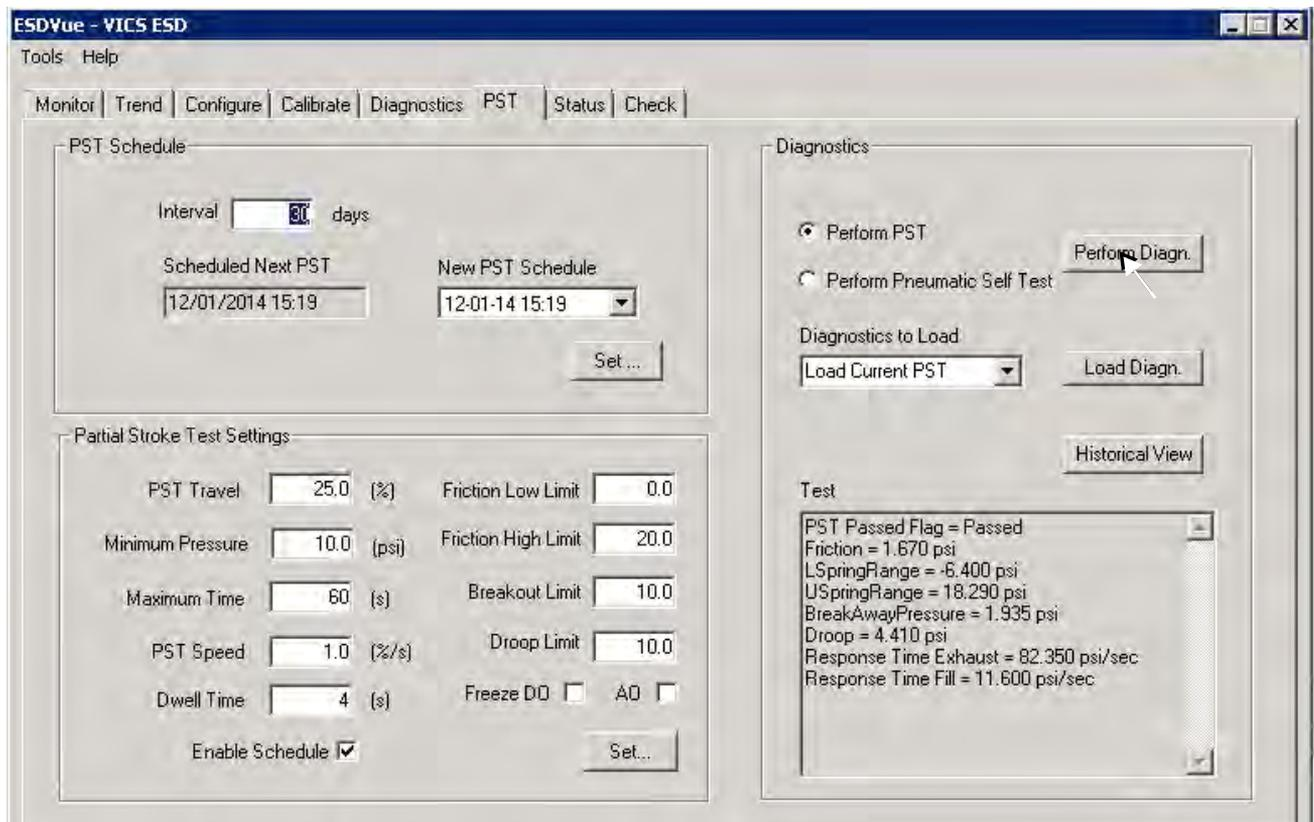 ESDVue - VICS ESD
Tools Help
Monitor Trend Configure Calibrate Diagnostics PST Status Check
PST Schedule
Interval 30 days
Scheduled Next PST
12/01/2014 15:19
New PST Schedule
12-01-14 15:19
Set ...
Partial Stroke Test Settings
PST Travel 25.0 (%)
Friction Low Limit 0.0
Minimum Pressure 10.0 (psi)
Friction High Limit 20.0
Maximum Time 60 (s)
Breakout Limit 10.0
PST Speed 1.0 (%/s)
Droop Limit 10.0
Dwell Time 4 (s)
Freeze DO AO
Enable Schedule
Set...
Diagnostics
Perform PST
Perform Pneumatic Self Test
Perform Diagn.
Diagnostics to Load
Load Current PST
Load Diagn.
Historical View
Test
PST Passed Flag = Passed
Friction = 1.670 psi
LSpringRange = -6.400 psi
USpringRange = 18.290 psi
BreakAwayPressure = 1.935 psi
Droop = 4.410 psi
Response Time Exhaust = 82.350 psi/sec
Response Time Fill = 11.600 psi/sec